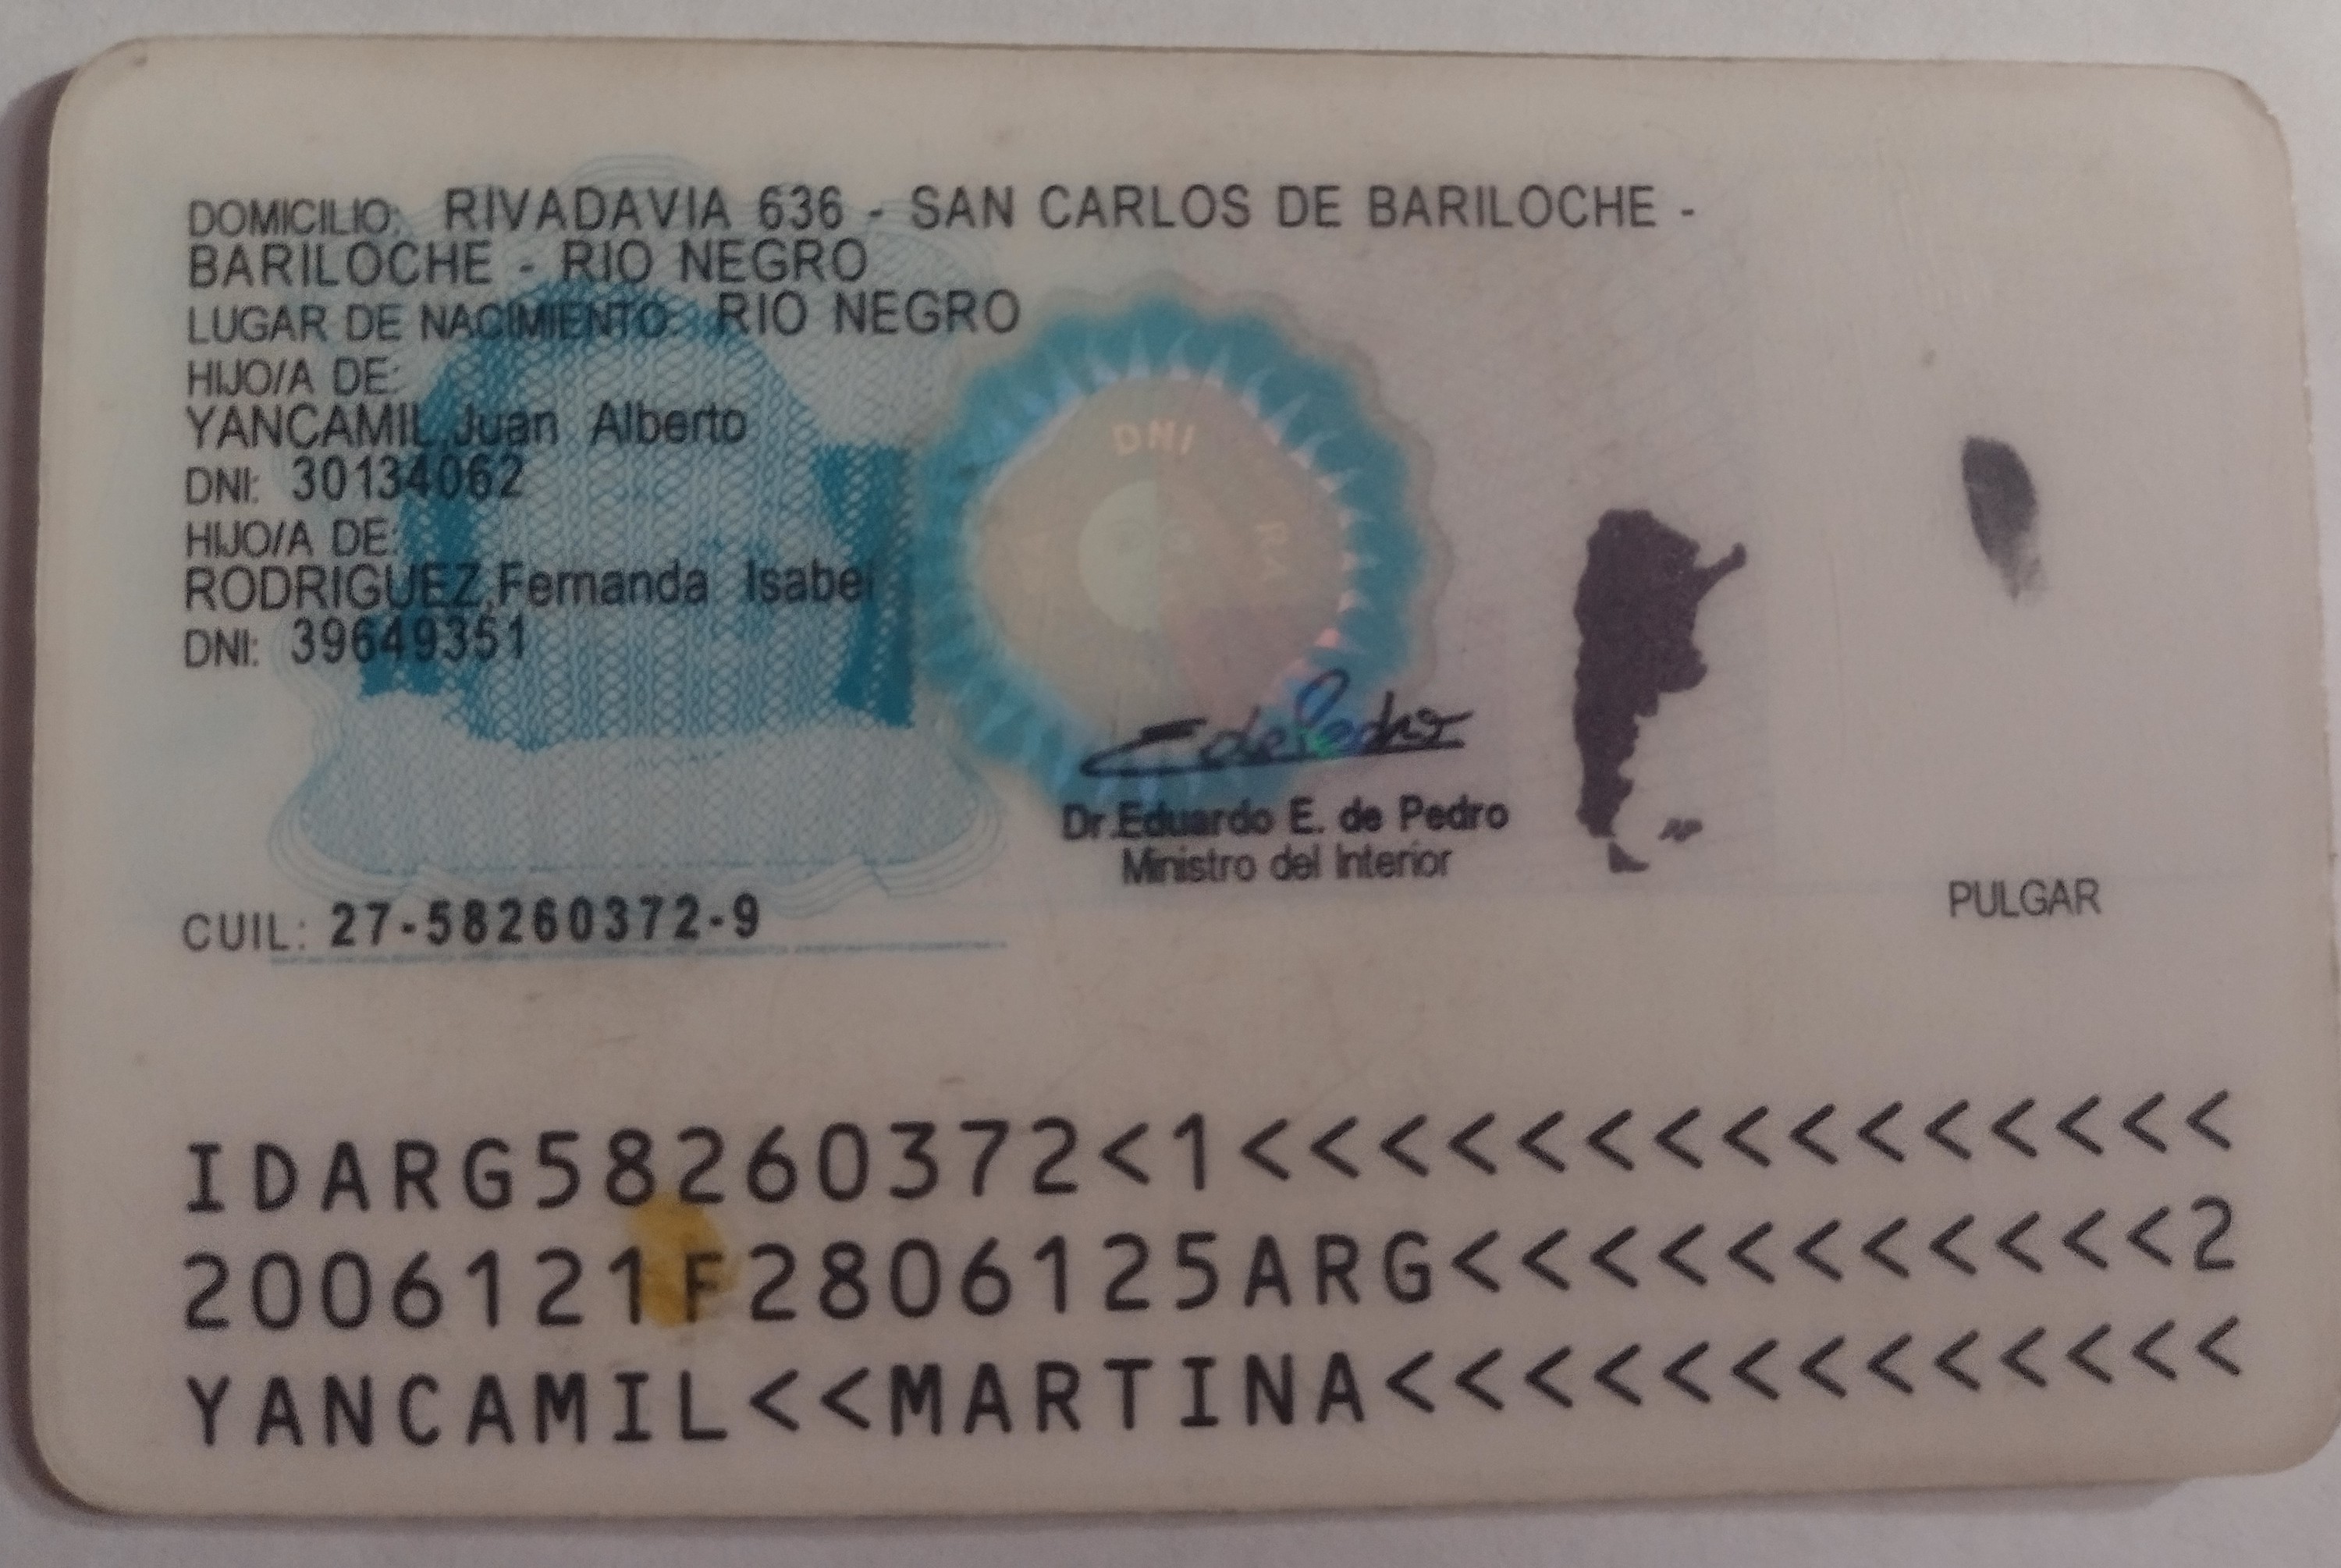 DOMICILIO: RIVADAVIA 636 - SAN CARLOS DE BARILOCHE -
BARILOCHE - RIO NEGRO
LUGAR DE NACIMIENTO: RIO NEGRO
HIJO/A DE:
YANCAMIL,Juan Alberto
DNI: 30134062
HIJO/A DE:
RODRIGUEZ,Fernanda Isabel
DNI: 39649351
DNI
RA
E de Pedro
Dr.Eduardo E. de Pedro
Ministro del Interior
PULGAR
CUIL: 27-58260372-9
IDARG58260372<1<<<<<<<<<<<<<<<
2006121F2806125ARG<<<<<<<<<<<2
YANCAMIL<<MARTINA<<<<<<<<<<<<<